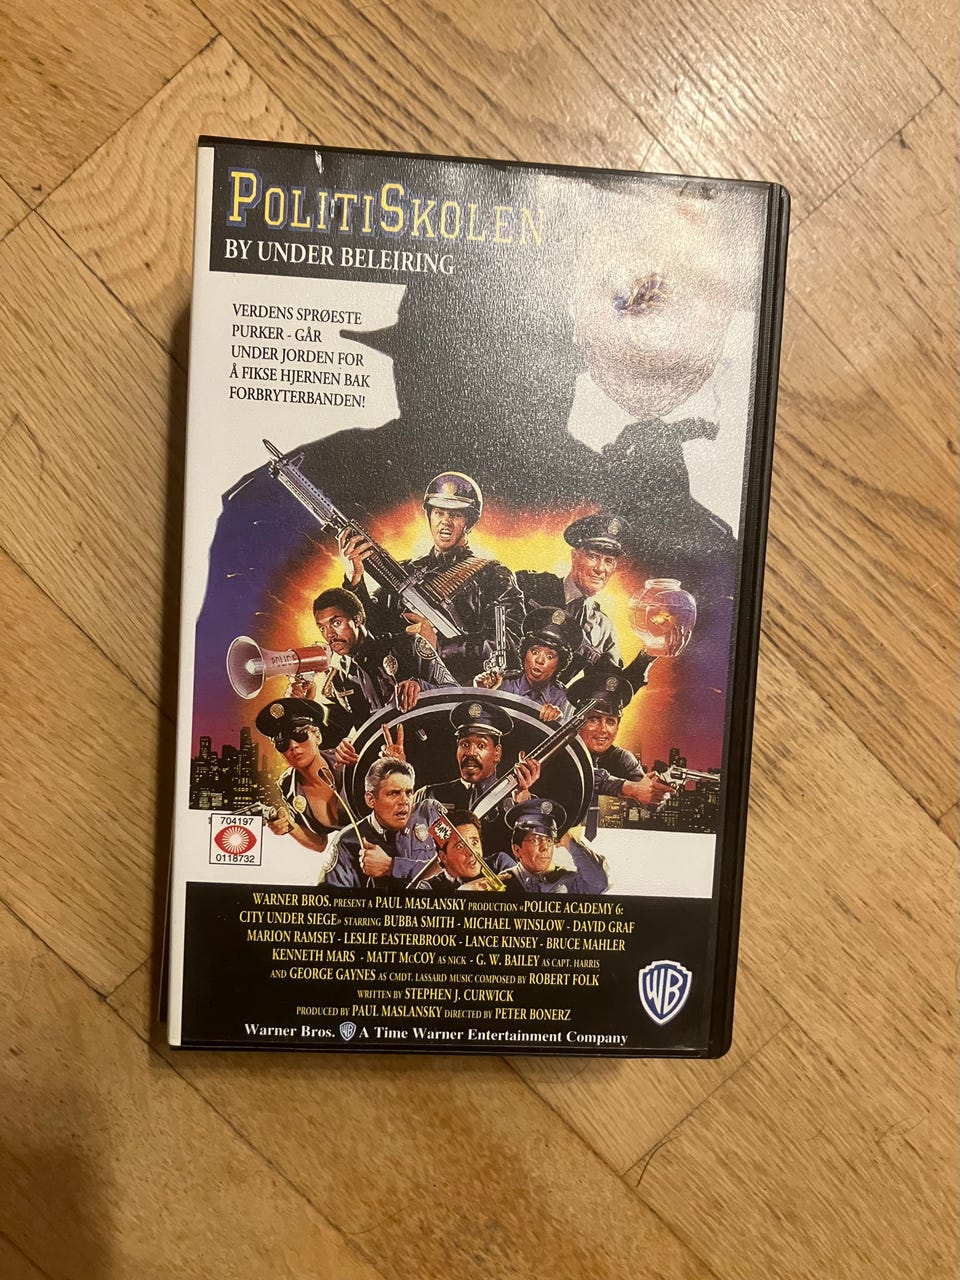 POLITISKOLEN
BY UNDER BELEIRING
VERDENS SPRØESTE
PURKER - GÅR
UNDER JORDEN FOR
Å FIKSE HJERNEN BAK
FORBRYTERBANDEN!
POLICE
704197
0118732
WARNER BROS. PRESENT A PAUL MASLANSKY PRODUCTION «POLICE ACADEMY 6:
CITY UNDER SIEGE» STARRING BUBBA SMITH - MICHAEL WINSLOW - DAVID GRAF
MARION RAMSEY - LESLIE EASTERBROOK - LANCE KINSEY - BRUCE MAHLER
KENNETH MARS - MATT McCOY AS NICK - G. W. BAILEY AS CAPT. HARRIS
AND GEORGE GAYNES AS CMDT. LASSARD MUSIC COMPOSED BY ROBERT FOLK
WRITTEN BY STEPHEN J. CURWICK
PRODUCED BY PAUL MASLANSKY DIRECTED BY PETER BONERZ
WB
Warner Bros. WB A Time Warner Entertainment Company